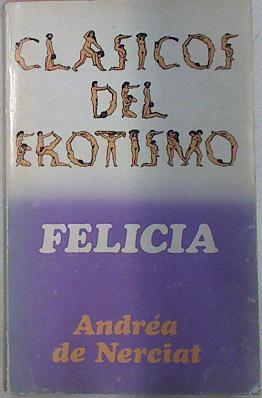 CLASICOS
DEL
EROTISMO
FELICIA
Andréa
de Nerciat